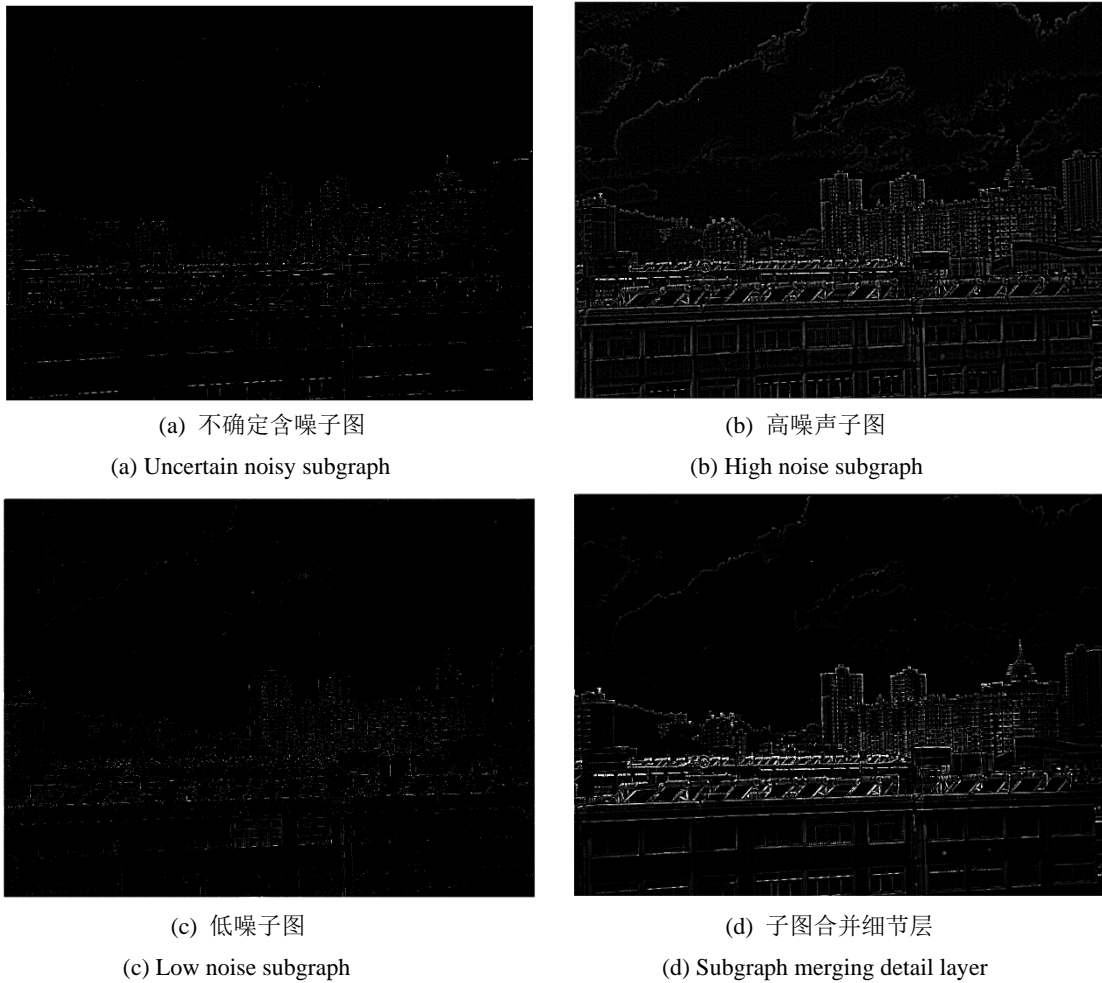 (a) 不确定含噪子图
(a) Uncertain noisy subgraph
(b) 高噪声子图
(b) High noise subgraph
(c) 低噪子图
(c) Low noise subgraph
(d) 子图合并细节层
(d) Subgraph merging detail layer